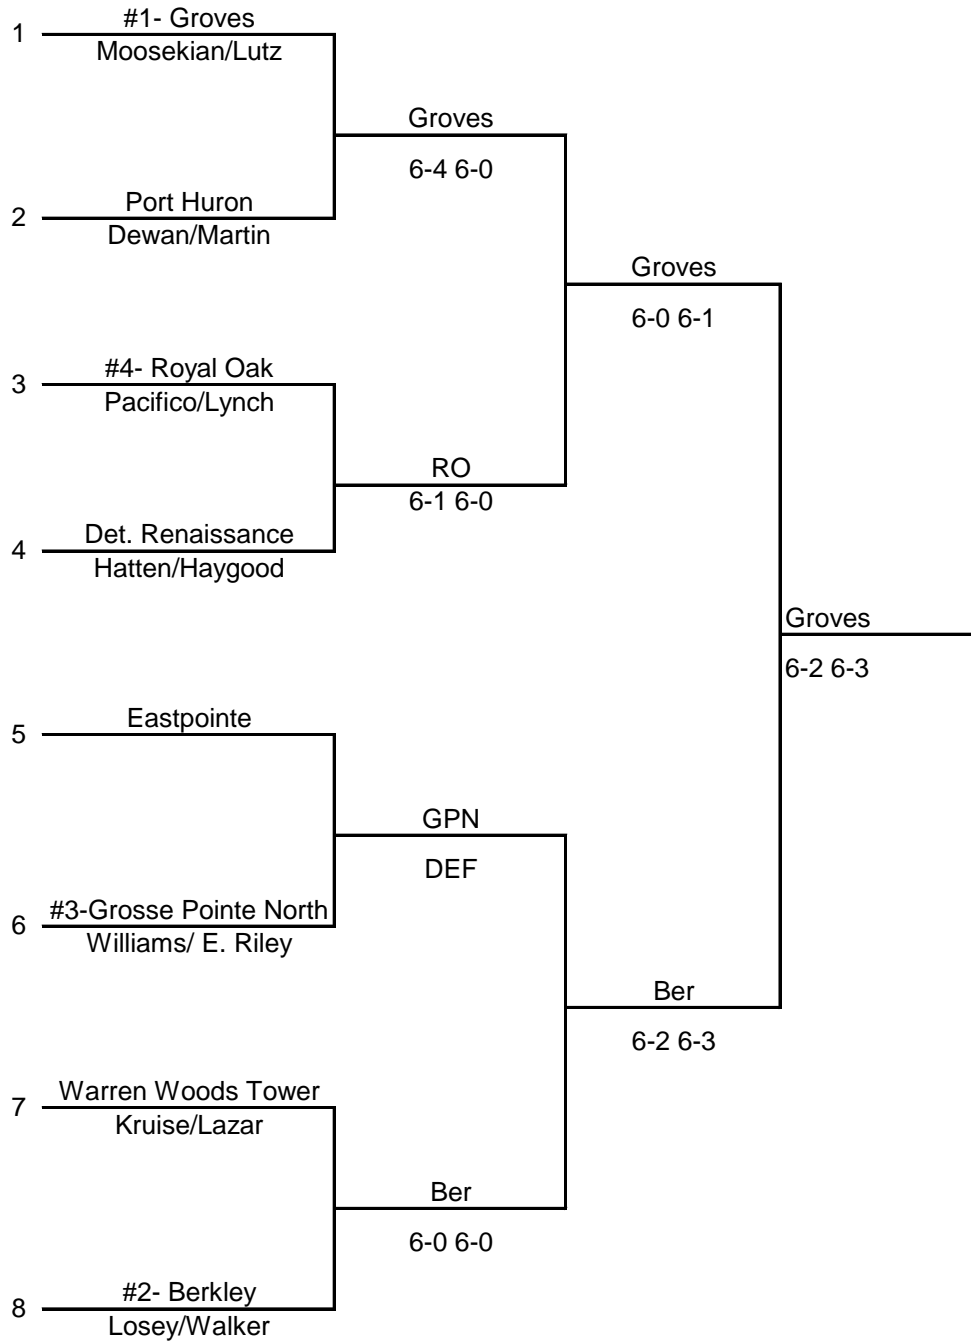 1
#1- Groves
Moosekian/Lutz
Groves
6-4 6-0
2
Port Huron
Dewan/Martin
Groves
6-0 6-1
3
#4- Royal Oak
Pacifico/Lynch
RO
6-1 6-0
4
Det. Renaissance
Hatten/Haygood
Groves
6-2 6-3
5
Eastpointe
GPN
DEF
6
#3-Grosse Pointe North
Williams/ E. Riley
Ber
6-2 6-3
7
Warren Woods Tower
Kruise/Lazar
Ber
6-0 6-0
8
#2- Berkley
Losey/Walker